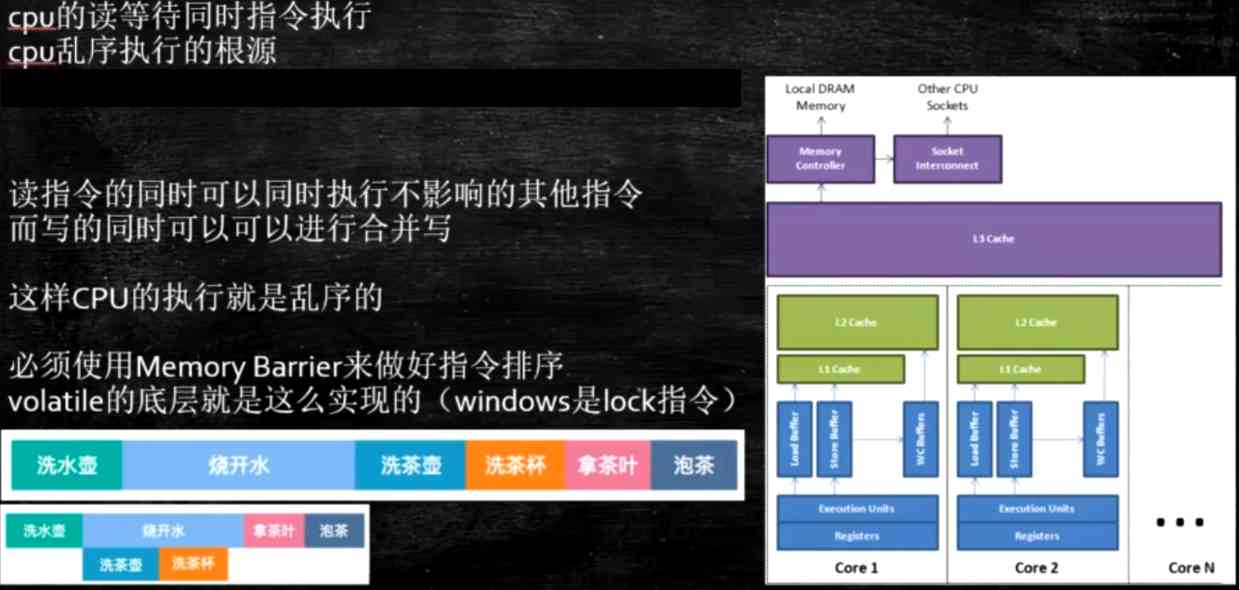 cpu的读等待同时指令执行
cpu乱序执行的根源
读指令的同时可以同时执行不影响的其他指令
而写的同时可以可以进行合并写
这样CPU的执行就是乱序的
必须使用Memory Barrier来做好指令排序
volatile的底层就是这么实现的（windows是lock指令）
洗水壶 烧开水 洗茶壶 洗茶杯 拿茶叶 泡茶
洗水壶 烧开水 拿茶叶 泡茶
洗茶壶 洗茶杯
Local DRAM
Memory
Other CPU
Sockets
Memory
Controller
Socket
Interconnect
L3 Cache
L2 Cache
L2 Cache
L1 Cache
L1 Cache
Load Buffer
Store Buffer
WC Buffers
Load Buffer
Store Buffer
WC Buffers
Execution Units
Execution Units
Registers
Registers
...
Core 1
Core 2
Core N